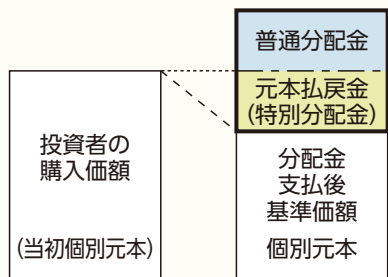 普通分配金
元本払戻金
(特別分配金)
投資者の
購入価額
(当初個別元本)
分配金
支払後
基準価額
個別元本